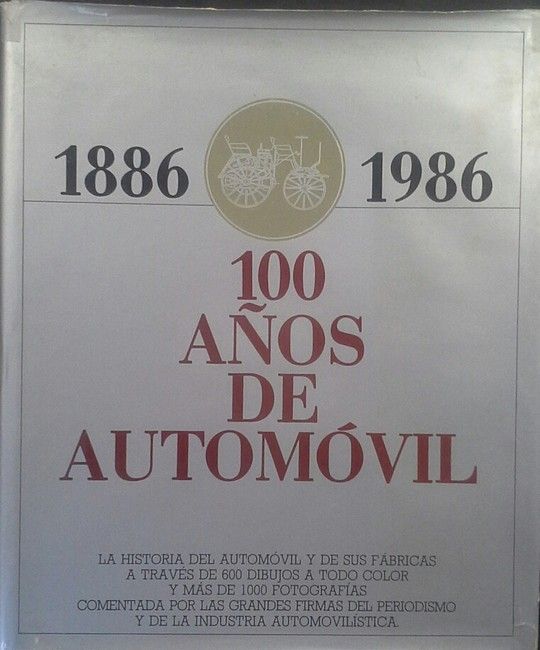 1886 1986
100
AÑOS
DE
AUTOMÓVIL
LA HISTORIA DEL AUTOMÓVIL Y DE SUS FÁBRICAS
A TRAVÉS DE 600 DIBUJOS A TODO COLOR
Y MÁS DE 1000 FOTOGRAFÍAS
COMENTADA POR LAS GRANDES FIRMAS DEL PERIODISMO
Y DE LA INDUSTRIA AUTOMOVILÍSTICA.